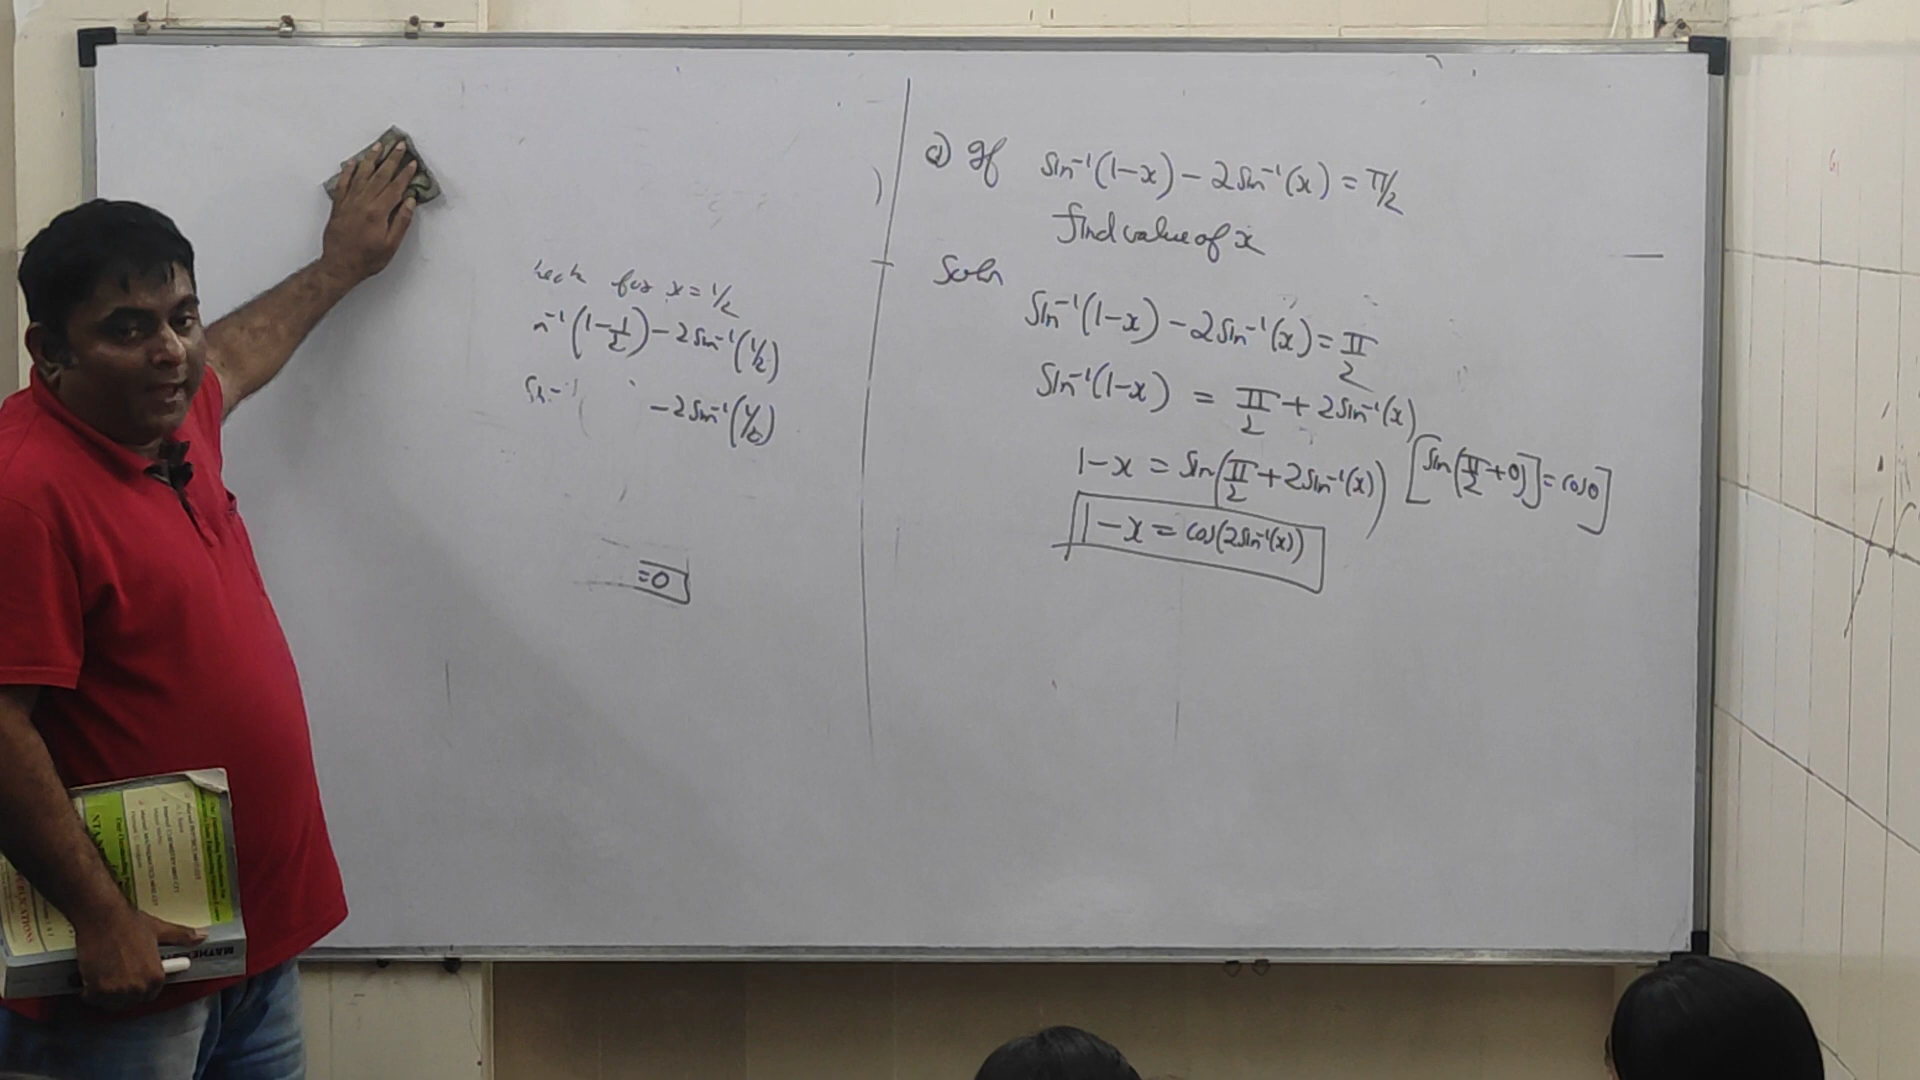 for x = 1/2
(1-1/2) - 2sin⁻¹(1/2)
Sin⁻¹( - 2sin⁻¹(1/2)
=0
Q) If sin⁻¹(1-x) - 2sin⁻¹(x) = π/2
find value of x
Soln
Sin⁻¹(1-x) - 2sin⁻¹(x) = π/2
Sin⁻¹(1-x) = π/2 + 2sin⁻¹(x)
1-x = Sin(π/2 + 2sin⁻¹(x)) [Sin(π/2+θ)] = cosθ]
1-x = cos(2sin⁻¹(x))